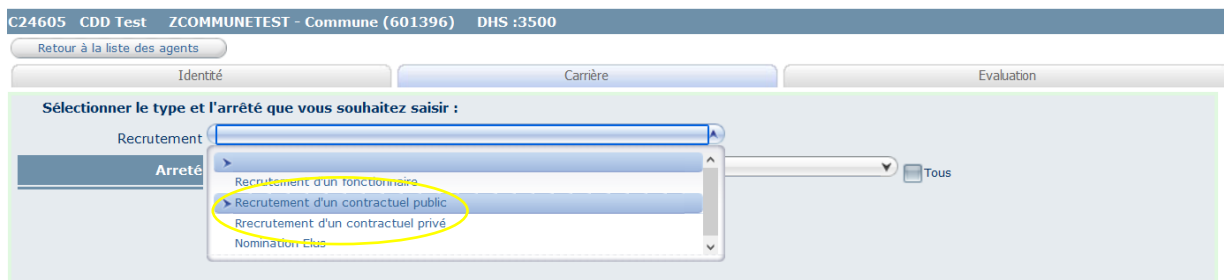 C24605 CDD Test ZCOMMUNETEST - Commune (601396) DHS :3500
Retour à la liste des agents
Identité Carrière Evaluation
Sélectionner le type et l'arrêté que vous souhaitez saisir :
Recrutement
Arreté Tous
Recrutement d'un fonctionnaire
Recrutement d'un contractuel public
Rrecrutement d'un contractuel privé
Nomination Elus